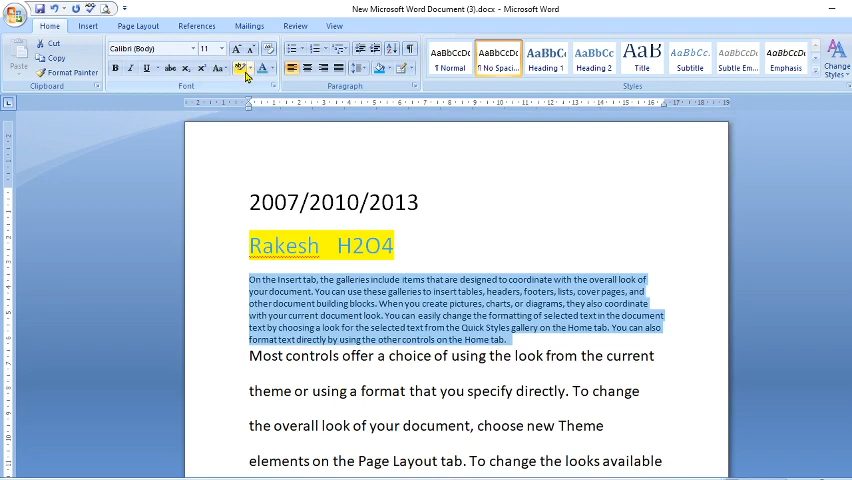 New Microsoft Word Document (3).docx - Microsoft Word
Home Insert Page Layout References Mailings Review View
Cut
Copy
Format Painter
Paste
Clipboard
Calibri (Body) 11
B I U abc X₂ X² Aa ab A
Font
Paragraph
AaBbCcDc AaBbCcDc AaBbCc AaBbCc AaB AaBbCc. AaBbCcDc AaBbCcDc
¶ Normal ¶ No Spaci... Heading 1 Heading 2 Title Subtitle Subtle Em... Emphasis
Change
Styles
Styles
2007/2010/2013
Rakesh H2O4
On the Insert tab, the galleries include items that are designed to coordinate with the overall look of
your document. You can use these galleries to insert tables, headers, footers, lists, cover pages, and
other document building blocks. When you create pictures, charts, or diagrams, they also coordinate
with your current document look. You can easily change the formatting of selected text in the document
text by choosing a look for the selected text from the Quick Styles gallery on the Home tab. You can also
format text directly by using the other controls on the Home tab.
Most controls offer a choice of using the look from the current
theme or using a format that you specify directly. To change
the overall look of your document, choose new Theme
elements on the Page Layout tab. To change the looks available